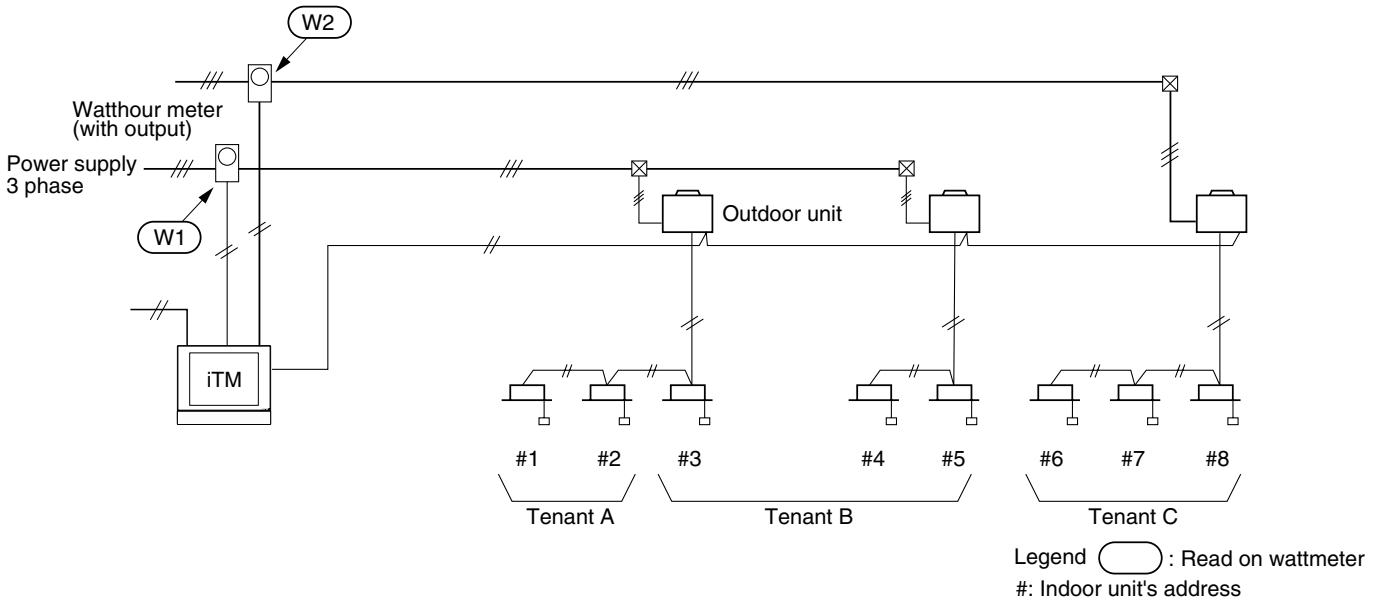 W2
Watthour meter
(with output)
Power supply
3 phase
W1
Outdoor unit
iTM
#1 #2 #3 #4 #5 #6 #7 #8
Tenant A Tenant B Tenant C
Legend : Read on wattmeter
#: Indoor unit's address